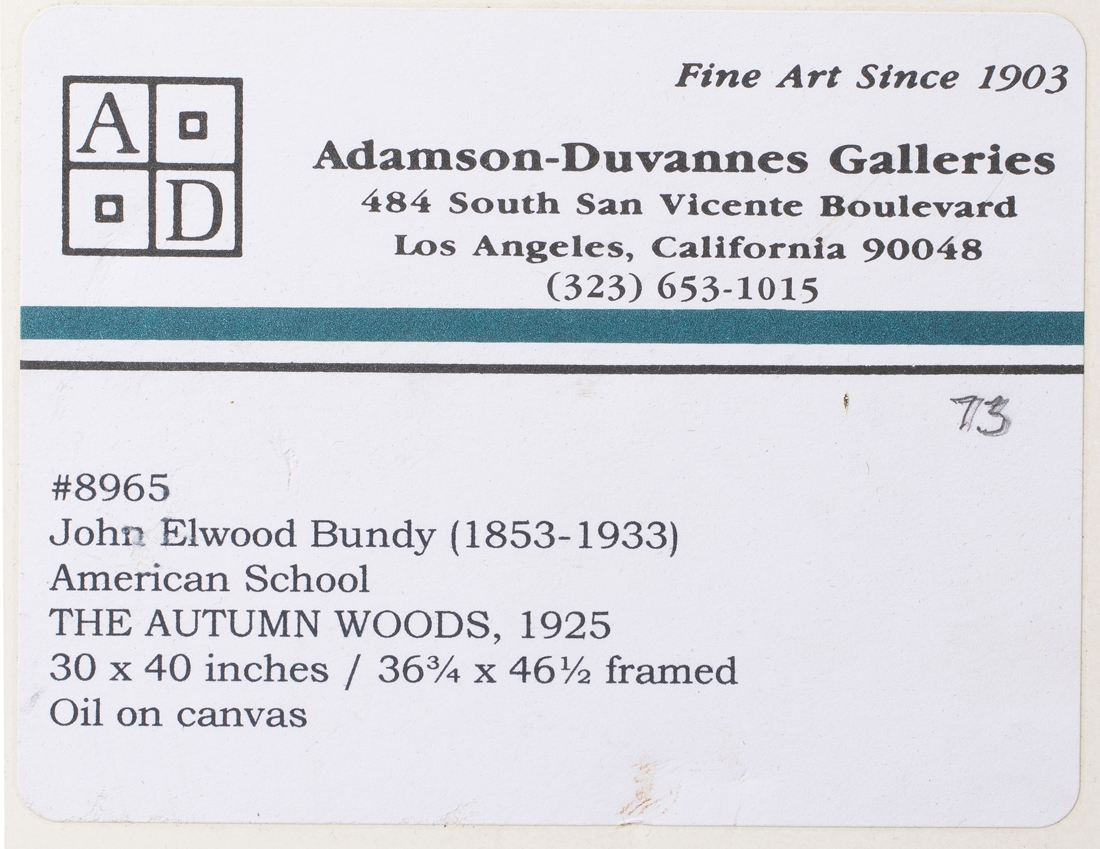 A
D
Fine Art Since 1903
Adamson-Duvannes Galleries
484 South San Vicente Boulevard
Los Angeles, California 90048
(323) 653-1015
73
#8965
John Elwood Bundy (1853-1933)
American School
THE AUTUMN WOODS, 1925
30 x 40 inches / 36¾ x 46½ framed
Oil on canvas